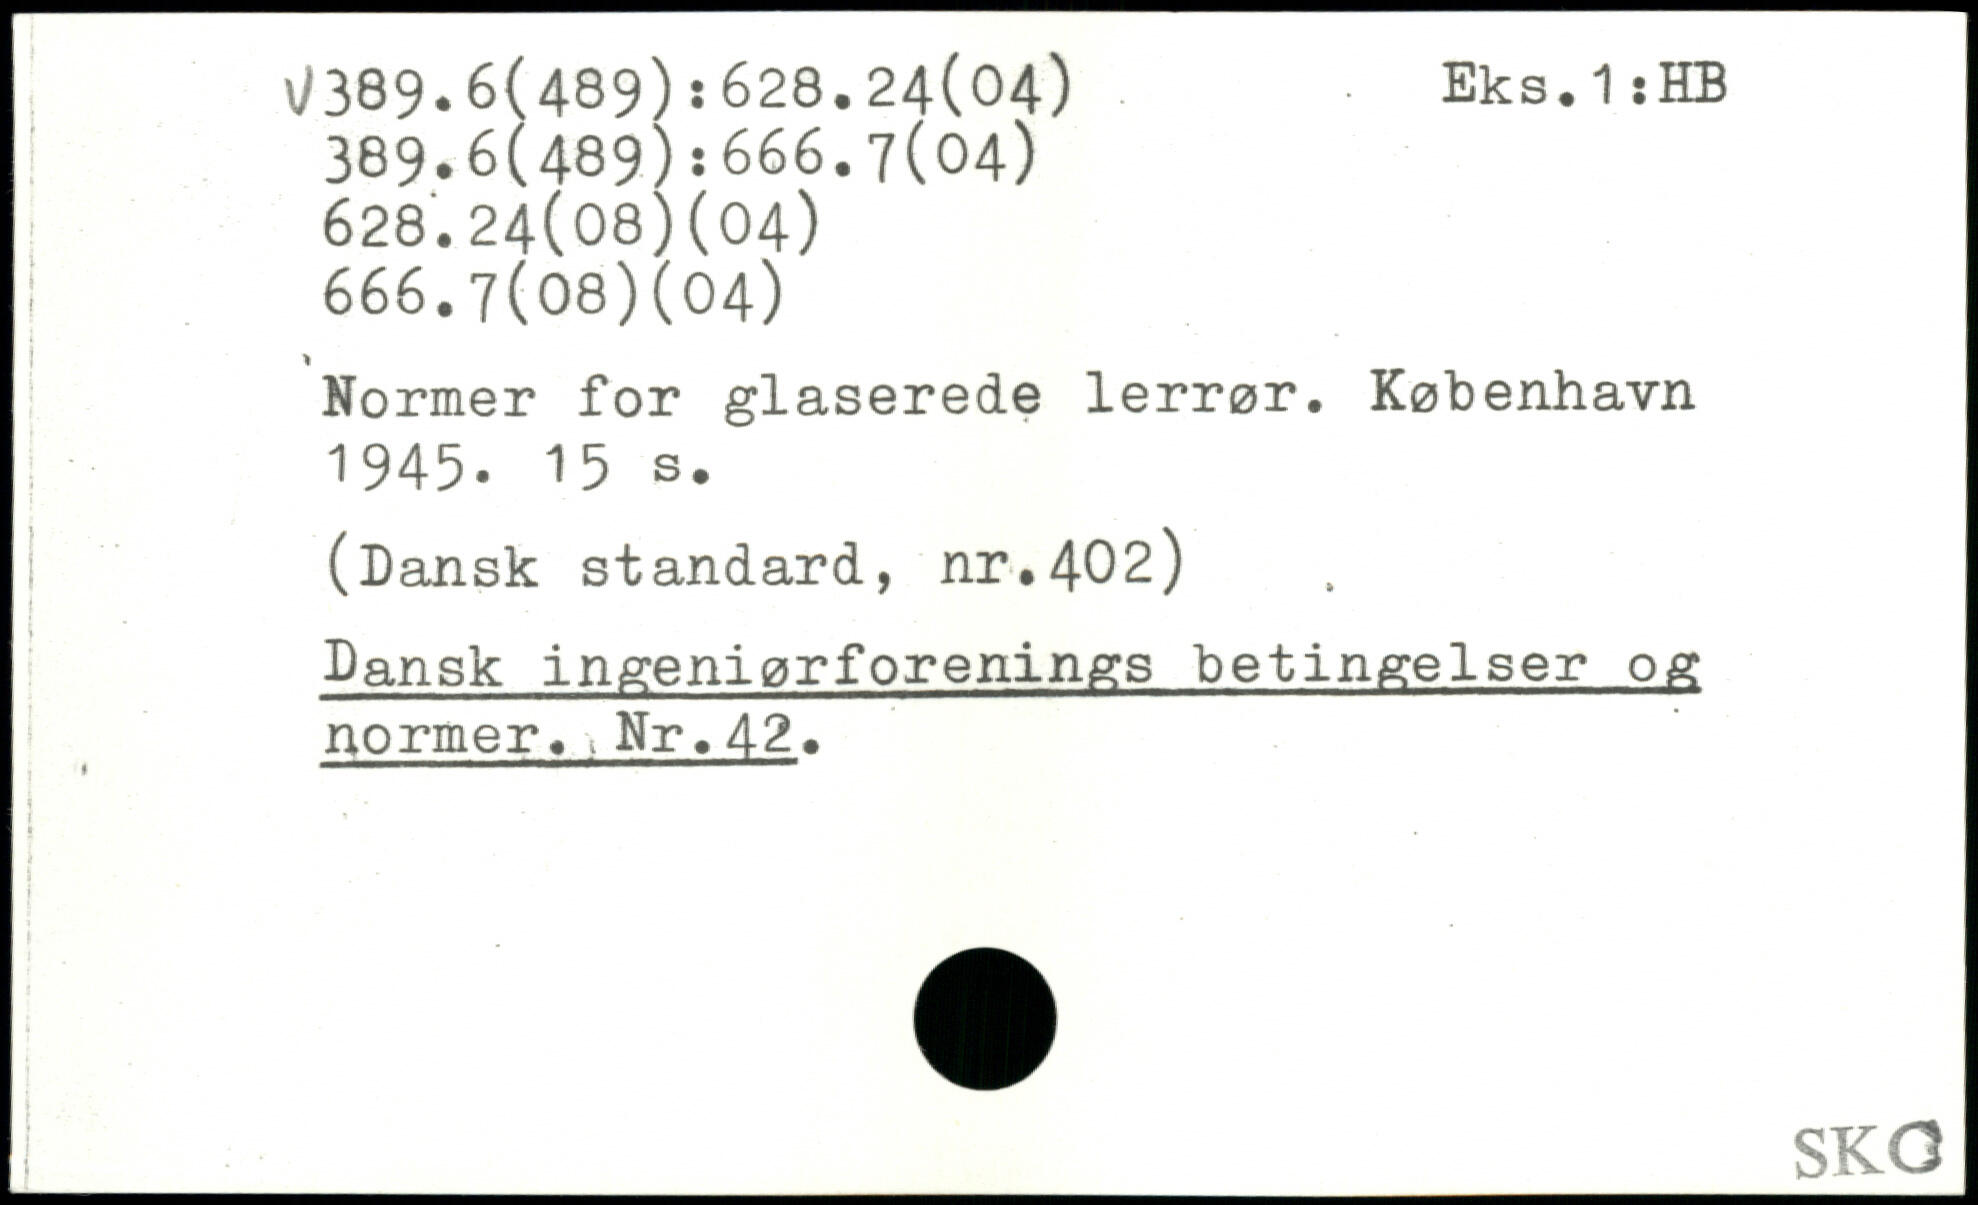 V389.6(489):628.24(04) Eks.1:HB
389.6(489):666.7(04)
628.24(08)(04)
666.7(08)(04)
Normer for glaserede lerrør. København
1945. 15 s.
(Dansk standard, nr.402)
Dansk ingeniørforenings betingelser og
normer. Nr.42.